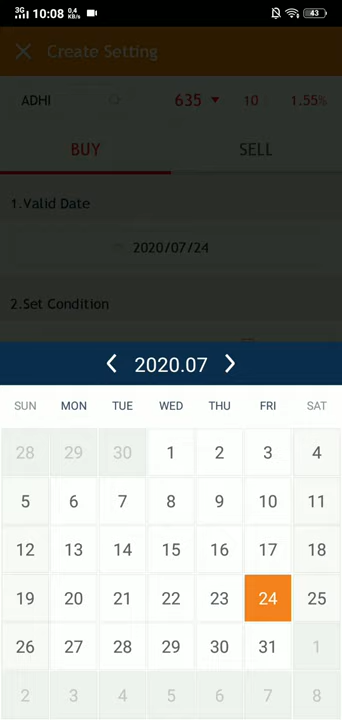 3G 10:08 0.4 KB/s 43
Create Setting
ADHI 635 10 1.55%
BUY SELL
1.Valid Date
2020/07/24
2.Set Condition
2020.07
SUN MON TUE WED THU FRI SAT
28 29 30 1 2 3 4
5 6 7 8 9 10 11
12 13 14 15 16 17 18
19 20 21 22 23 24 25
26 27 28 29 30 31 1
2 3 4 5 6 7 8